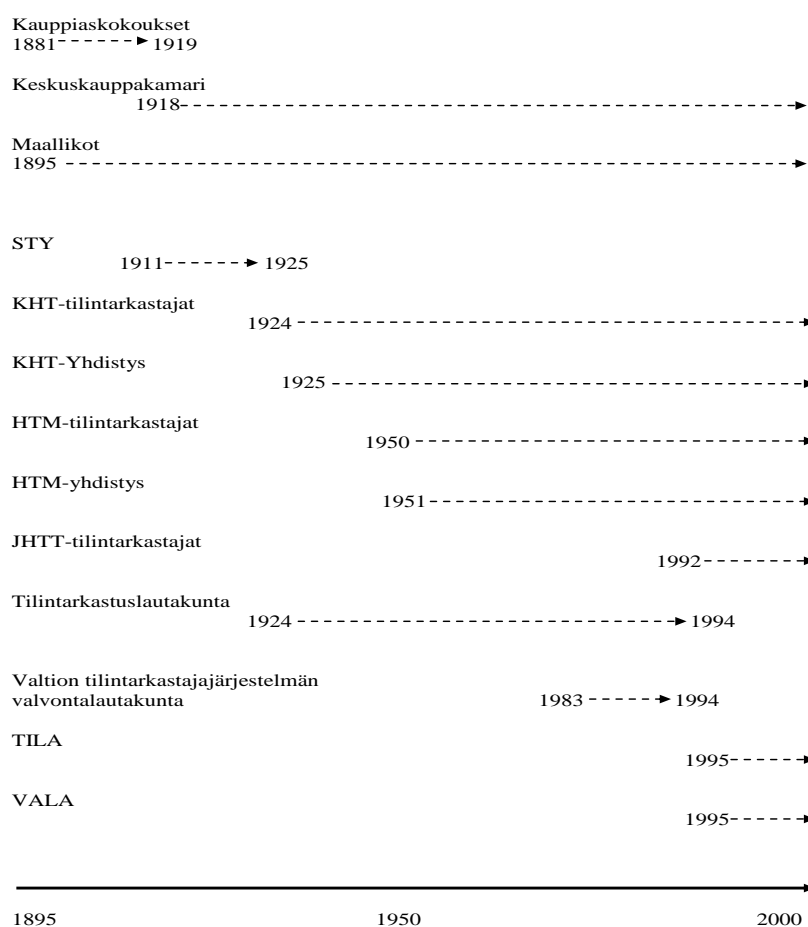 Kauppiaskokoukset
1881 1919
Keskuskauppakamari
1918
Maallikot
1895
STY
1911 1925
KHT-tilintarkastajat
1924
KHT-Yhdistys
1925
HTM-tilintarkastajat
1950
HTM-yhdistys
1951
JHTT-tilintarkastajat
1992
Tilintarkastuslautakunta
1924 1994
Valtion tilintarkastajajärjestelmän
valvontalautakunta 1983 1994
TILA
1995
VALA
1995
1895 1950 2000